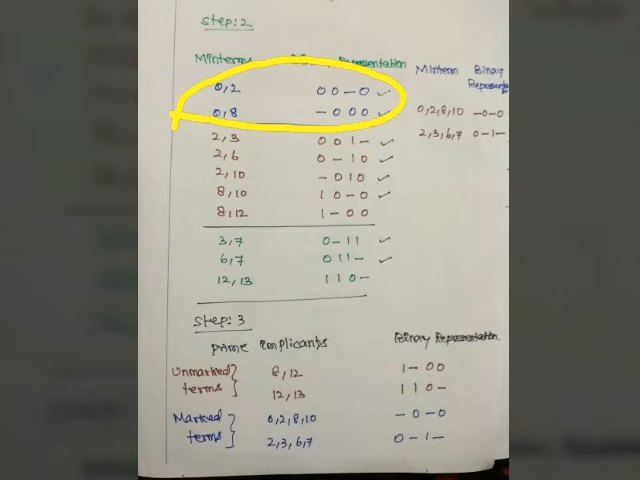 Step:2
Minterms Binary Representation
0,2 00-0 ✓
0,8 -000 ✓
2,3 001- ✓
2,6 0-10 ✓
2,10 -010 ✓
8,10 10-0 ✓
8,12 1-00
3,7 0-11 ✓
6,7 011- ✓
12,13 110-
Minterm Binary
0,2,8,10 -0-0
2,3,6,7 0-1-
Step:3
prime implicants Binary Representation.
Unmarked terms} 8,12 1-00
12,13 110-
Marked terms} 0,2,8,10 -0-0
2,3,6,7 0-1-